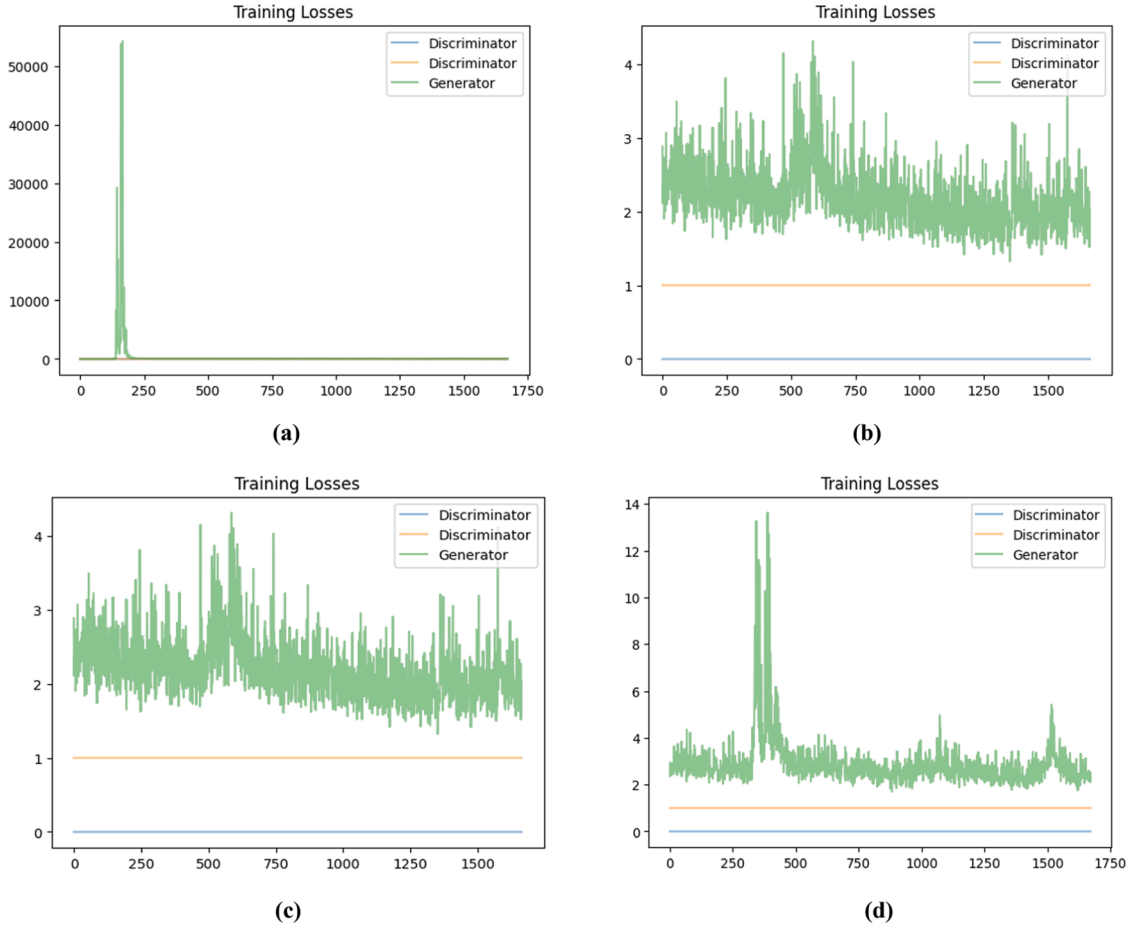 Training Losses
Discriminator
Discriminator
Generator
50000
40000
30000
20000
10000
0
0 250 500 750 1000 1250 1500 1750
(a)
Training Losses
Discriminator
Discriminator
Generator
4
3
2
1
0
0 250 500 750 1000 1250 1500
(b)
Training Losses
Discriminator
Discriminator
Generator
4
3
2
1
0
0 250 500 750 1000 1250 1500
(c)
Training Losses
Discriminator
Discriminator
Generator
14
12
10
8
6
4
2
0
0 250 500 750 1000 1250 1500 1750
(d)